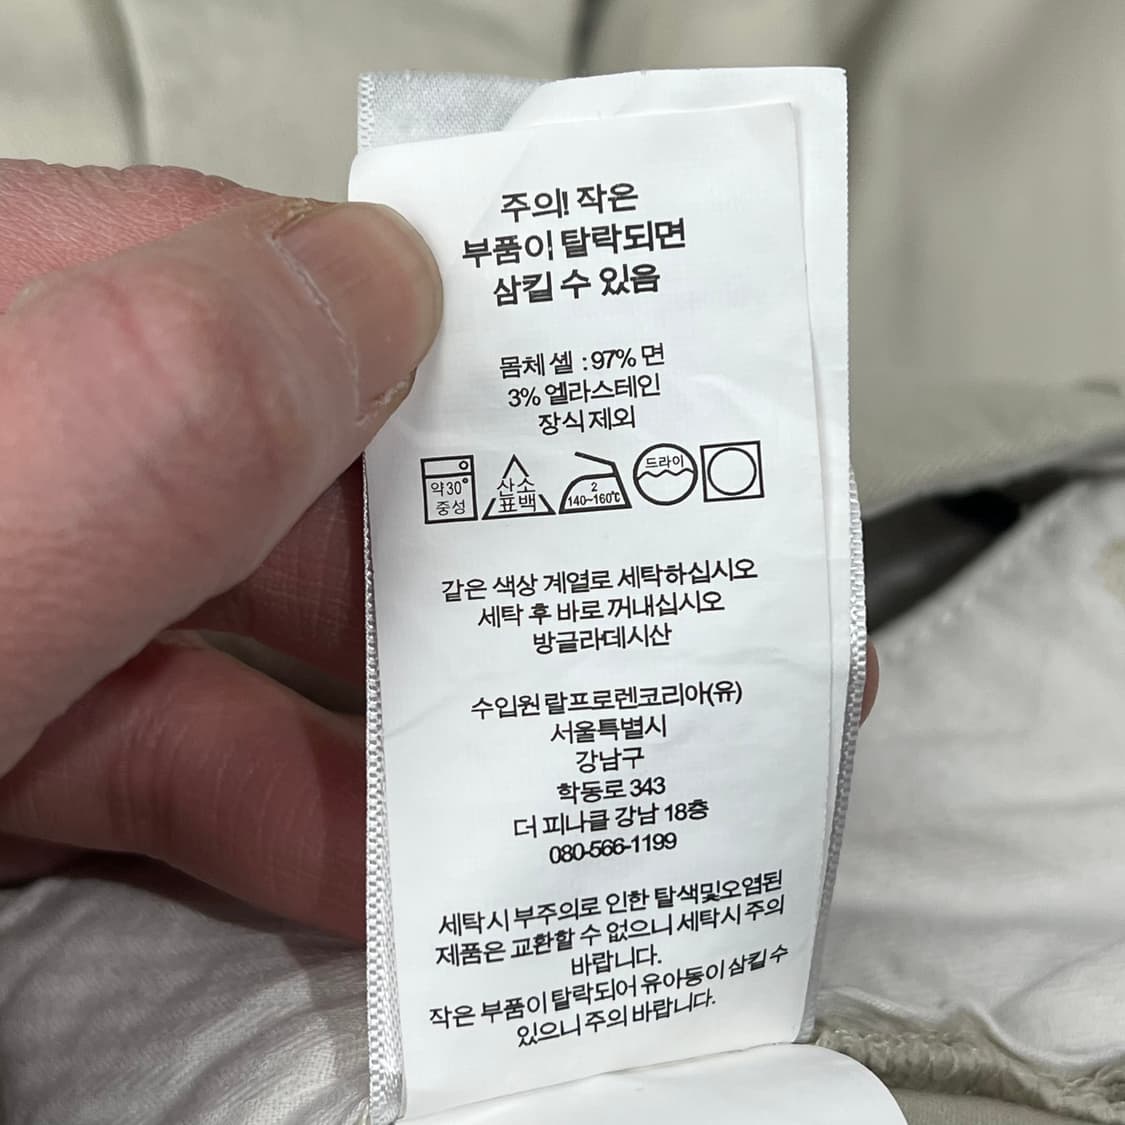 주의! 작은
부품이 탈락되면
삼킬 수 있음
몸체 셸 : 97% 면
3% 엘라스테인
장식 제외
약30°
중성
산소
표백
2
140~160℃
드라이
같은 색상 계열로 세탁하십시오
세탁 후 바로 꺼내십시오
방글라데시산
수입원 랄프로렌코리아(유)
서울특별시
강남구
학동로 343
더 피나클 강남 18층
080-566-1199
세탁시 부주의로 인한 탈색및오염된
제품은 교환할 수 없으니 세탁시 주의
바랍니다.
작은 부품이 탈락되어 유아동이 삼킬 수
있으니 주의 바랍니다.